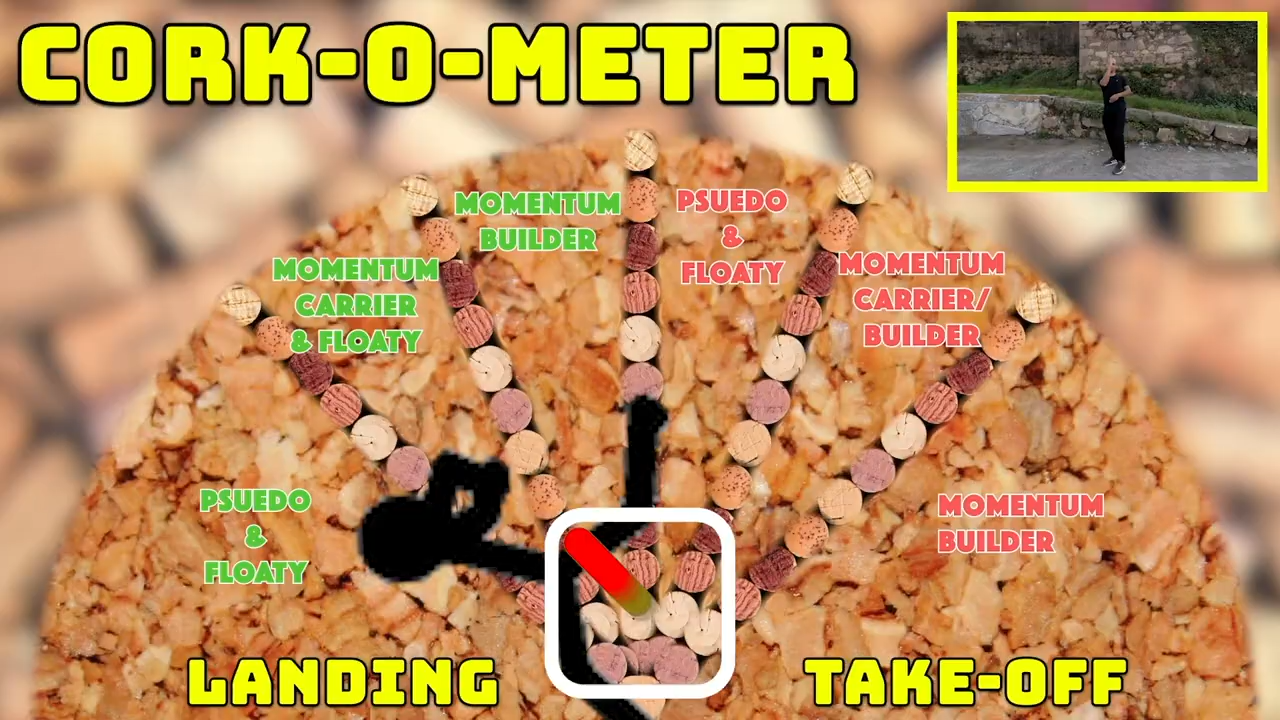 CORK-O-METER
MOMENTUM
BUILDER
PSUEDO
&
FLOATY
MOMENTUM
CARRIER
& FLOATY
MOMENTUM
CARRIER/
BUILDER
PSUEDO
&
FLOATY
MOMENTUM
BUILDER
LANDING
TAKE-OFF